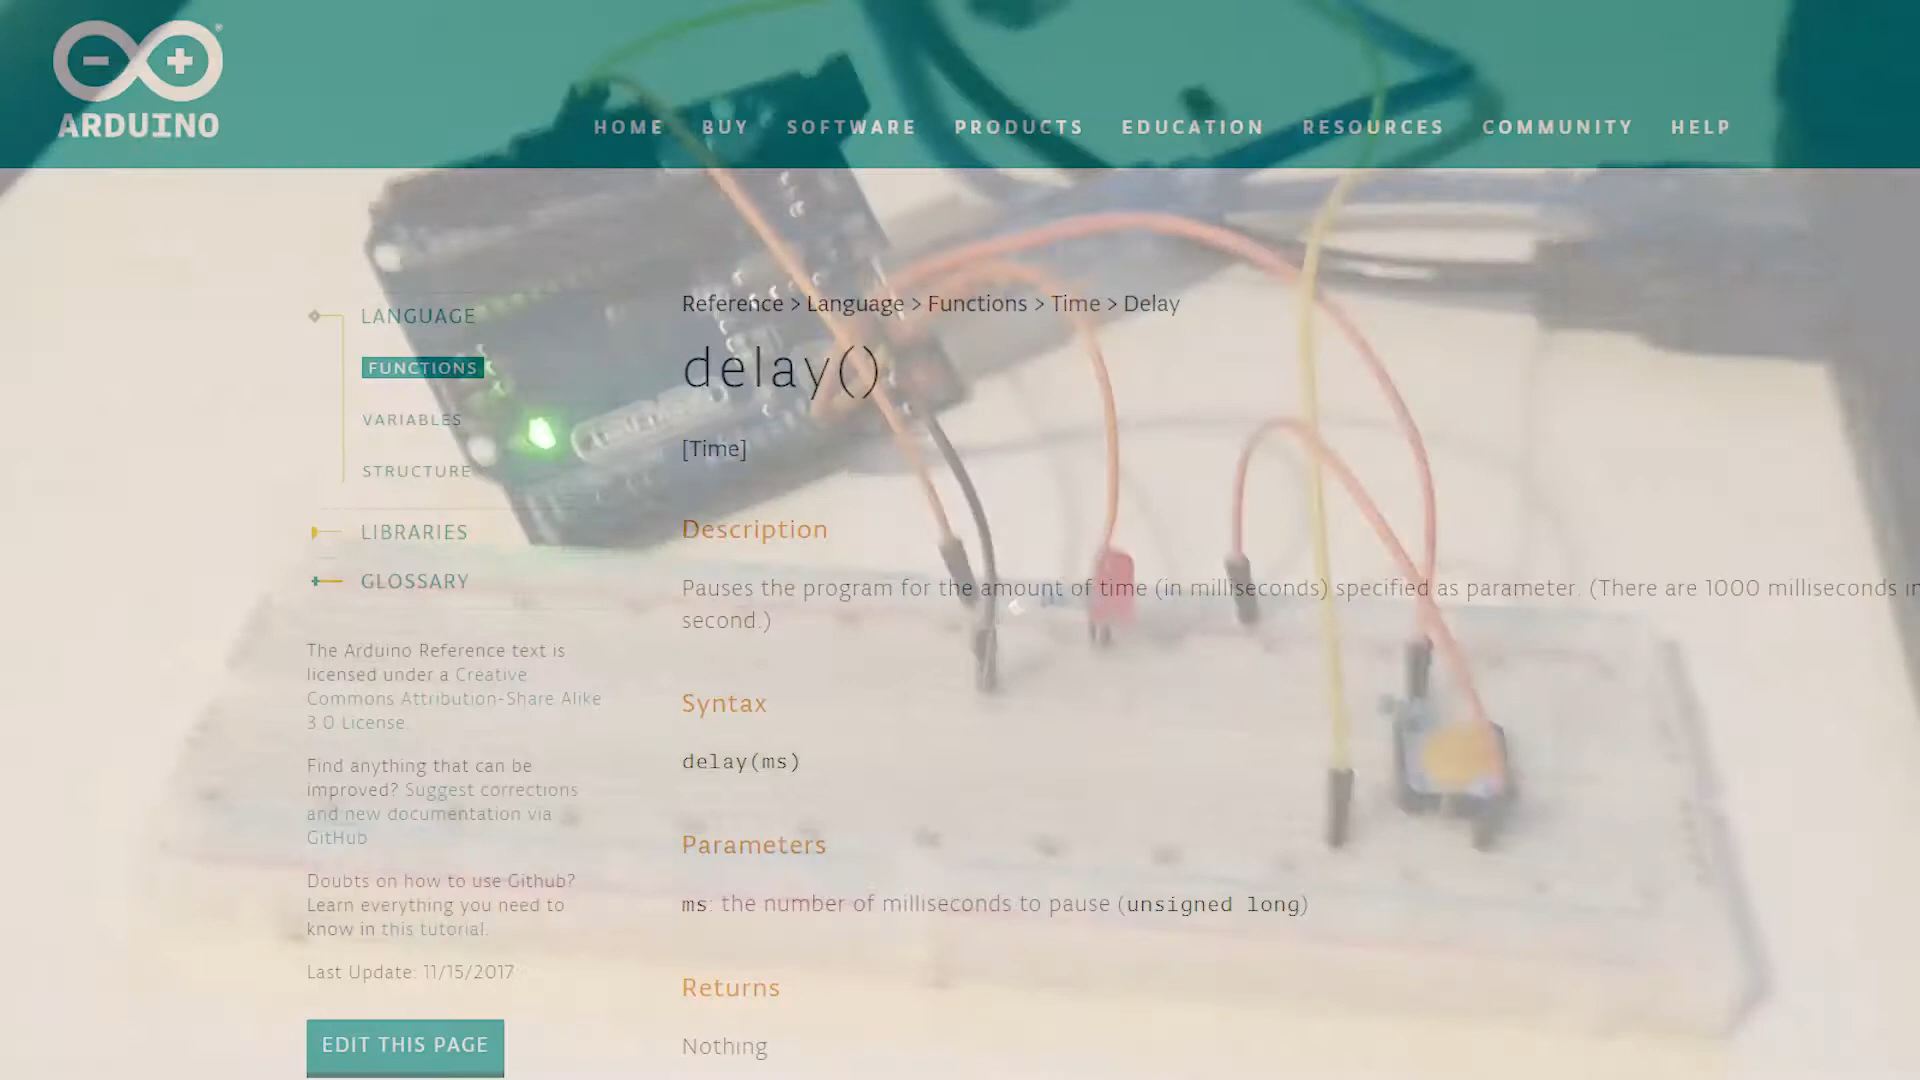 ARDUINO
HOME BUY SOFTWARE PRODUCTS EDUCATION RESOURCES COMMUNITY HELP
LANGUAGE
FUNCTIONS
VARIABLES
STRUCTURE
LIBRARIES
GLOSSARY
The Arduino Reference text is
licensed under a Creative
Commons Attribution-Share Alike
3.0 License.
Find anything that can be
improved? Suggest corrections
and new documentation via
GitHub
Doubts on how to use Github?
Learn everything you need to
know in this tutorial.
Last Update: 11/15/2017
EDIT THIS PAGE
Reference > Language > Functions > Time > Delay
delay()
[Time]
Description
Pauses the program for the amount of time (in milliseconds) specified as parameter. (There are 1000 milliseconds in
second.)
Syntax
delay(ms)
Parameters
ms: the number of milliseconds to pause (unsigned long)
Returns
Nothing